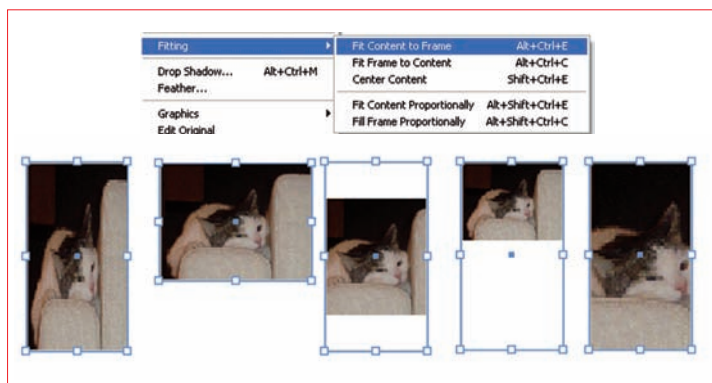 Fitting
Fit Content to Frame Alt+Ctrl+E
Fit Frame to Content Alt+Ctrl+C
Drop Shadow... Alt+Ctrl+M
Center Content Shift+Ctrl+E
Feather...
Fit Content Proportionally Alt+Shift+Ctrl+E
Graphics
Fill Frame Proportionally Alt+Shift+Ctrl+C
Edit Original